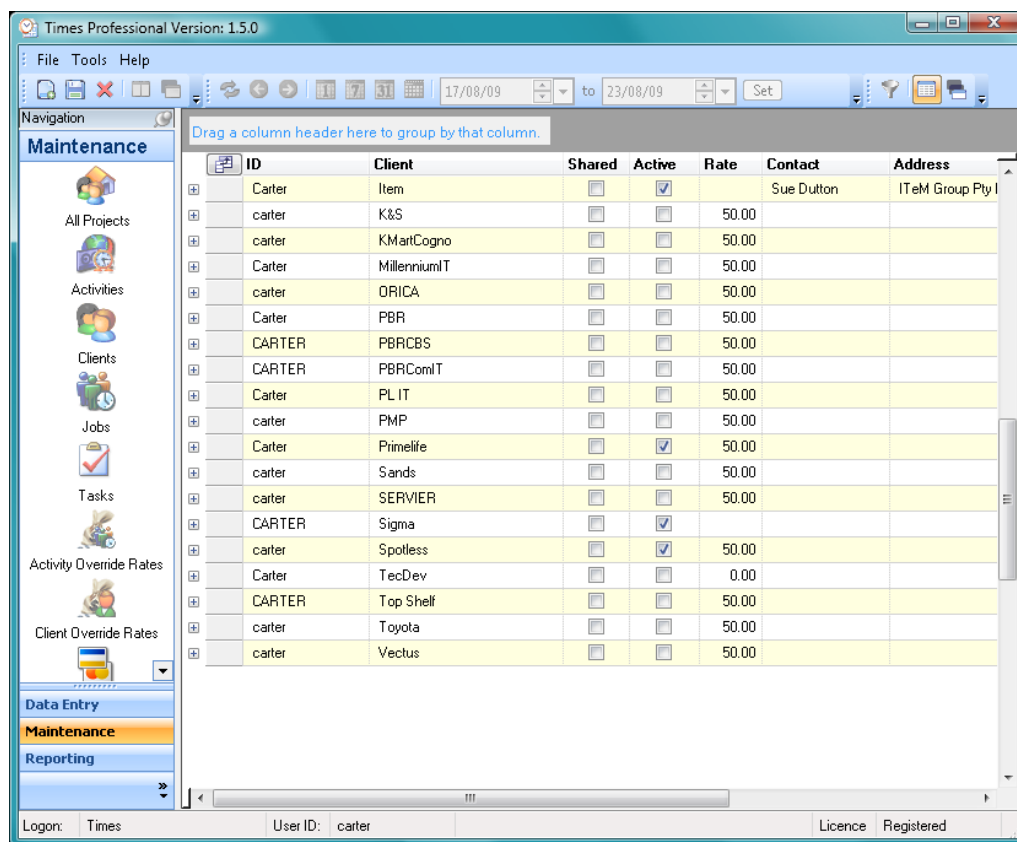 Times Professional Version: 1.5.0
File Tools Help
1 7 31 17/08/09 to 23/08/09 Set
Navigation
Drag a column header here to group by that column.
Maintenance
All Projects
Activities
Clients
Jobs
Tasks
Activity Override Rates
Client Override Rates
Data Entry
Maintenance
Reporting
ID Client Shared Active Rate Contact Address
Carter Item Sue Dutton ITeM Group Pty
carter K&S 50.00
carter KMartCogno 50.00
Carter MillenniumIT 50.00
carter ORICA 50.00
Carter PBR 50.00
CARTER PBRCBS 50.00
CARTER PBRComIT 50.00
Carter PL IT 50.00
carter PMP 50.00
Carter Primelife 50.00
carter Sands 50.00
carter SERVIER 50.00
CARTER Sigma
carter Spotless 50.00
Carter TecDev 0.00
CARTER Top Shelf 50.00
carter Toyota 50.00
carter Vectus 50.00
Logon: Times User ID: carter Licence Registered